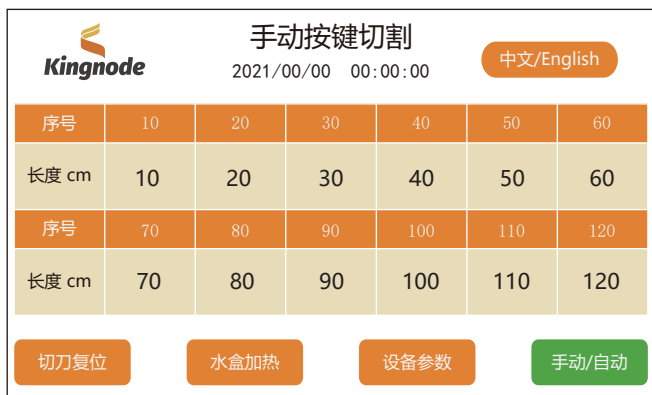 Kingnode
手动按键切割
2021/00/00 00:00:00
中文/English
序号 10 20 30 40 50 60
长度 cm 10 20 30 40 50 60
序号 70 80 90 100 110 120
长度 cm 70 80 90 100 110 120
切刀复位 水盒加热 设备参数 手动/自动